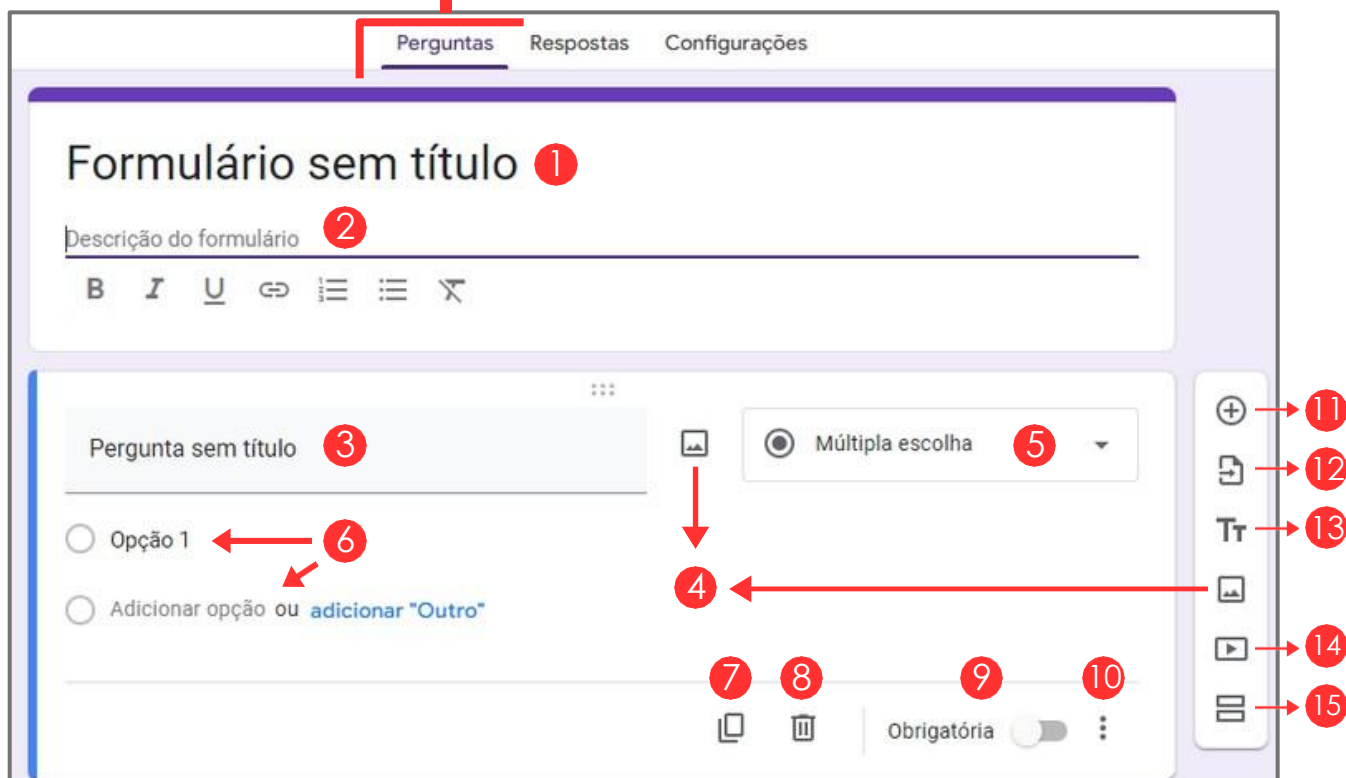 Perguntas Respostas Configurações
Formulário sem título 1
Descrição do formulário 2
B I U
Pergunta sem título 3
Múltipla escolha 5
11
12
Opção 1 6
Tт 13
4
Adicionar opção ou adicionar "Outro"
14
7 8 9 10
15
Obrigatória